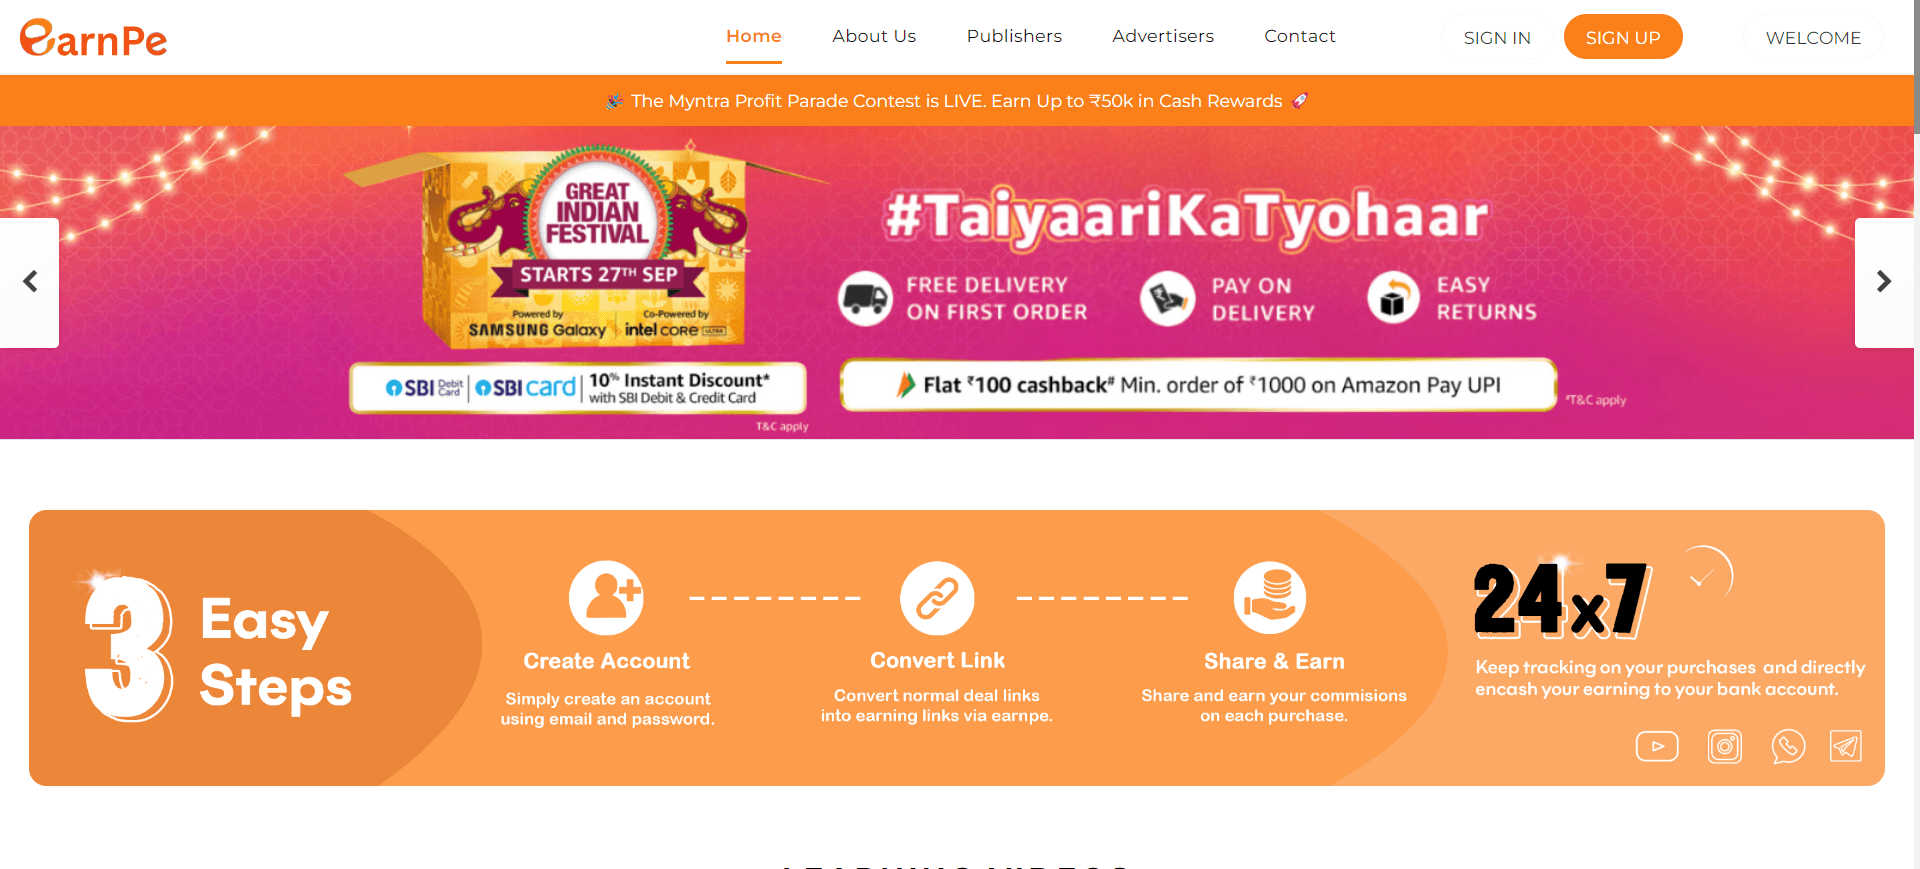 earnPe
Home About Us Publishers Advertisers Contact SIGN IN SIGN UP WELCOME
🎉 The Myntra Profit Parade Contest is LIVE. Earn Up to ₹50k in Cash Rewards 🚀
GREAT
INDIAN
FESTIVAL
STARTS 27TH SEP
Powered by
SAMSUNG Galaxy
Co-Powered by
intel CORE ULTRA
SBI Debit Card | SBI card | 10% Instant Discount*
with SBI Debit & Credit Card
T&C apply
#TaiyaariKaTyohaar
FREE DELIVERY
ON FIRST ORDER
PAY ON
DELIVERY
EASY
RETURNS
Flat ₹100 cashback# Min. order of ₹1000 on Amazon Pay UPI
#T&C apply
3 Easy
Steps
Create Account
Simply create an account
using email and password.
Convert Link
Convert normal deal links
into earning links via earnpe.
Share & Earn
Share and earn your commisions
on each purchase.
24x7
Keep tracking on your purchases and directly
encash your earning to your bank account.
LEARNING VIDEOS